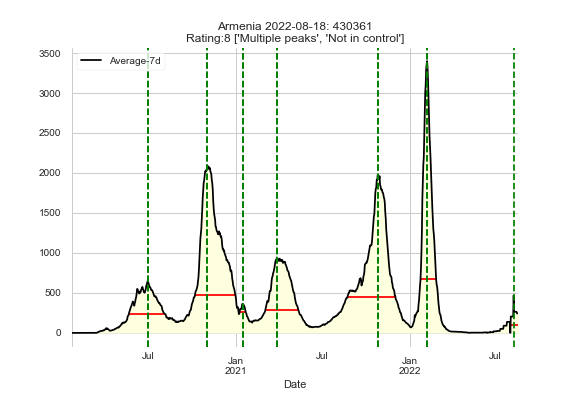 Armenia 2022-08-18: 430361
Rating:8 ['Multiple peaks', 'Not in control']
Average-7d
3500
3000
2500
2000
1500
1000
500
0
Jul
Jan
2021
Jul
Jan
2022
Jul
Date